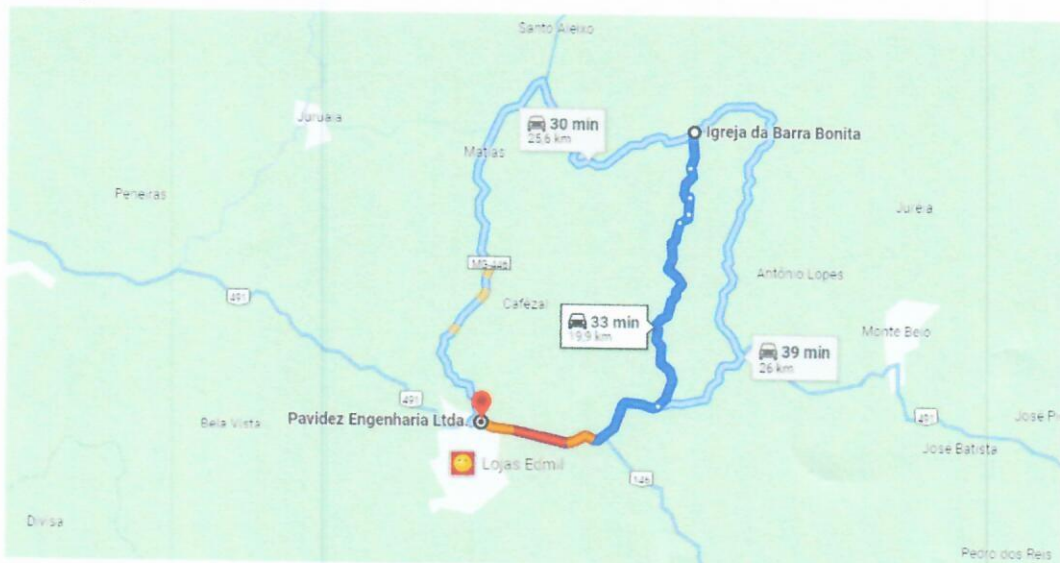 Santo Aleixo
Juruaia
30 min
25,6 km
Igreja da Barra Bonita
Matias
Peneiras
Jureia
MG-446
Antônio Lopes
491
Cafézal
33 min
19,9 km
Monte Belo
39 min
26 km
491
Bela Vista
Pavidez Engenharia Ltda.
491
José
José Batista
Lojas Edmil
146
Divisa
Pedro dos Reis